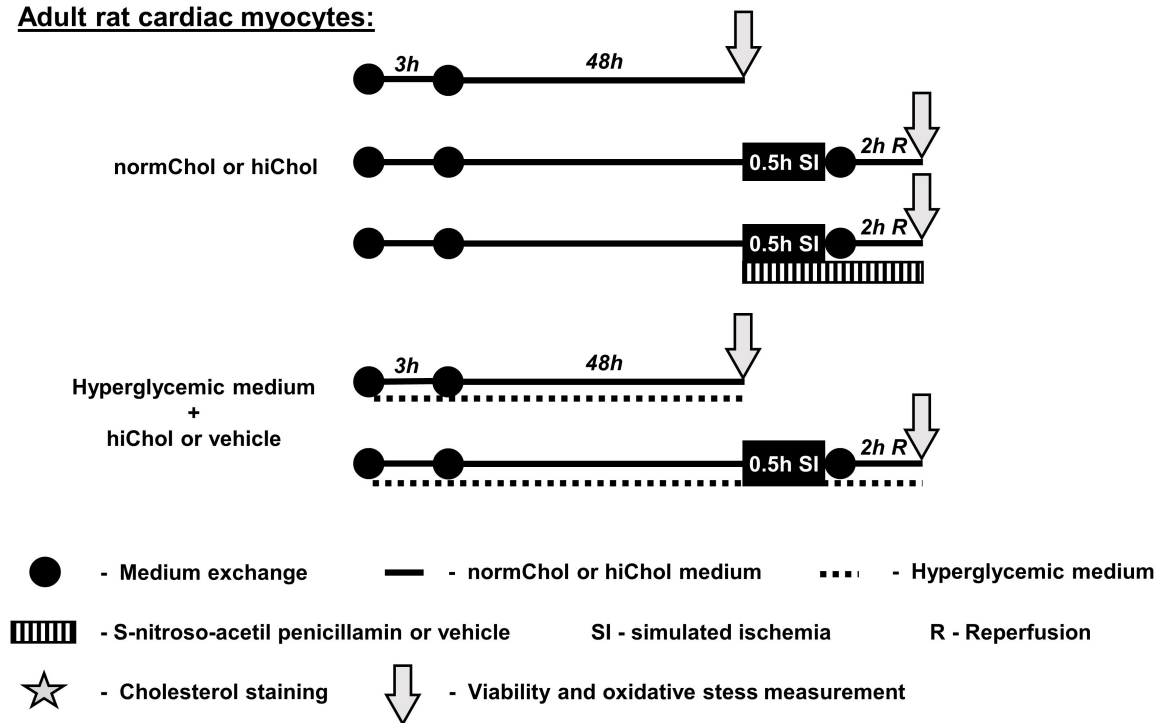 Adult rat cardiac myocytes:
3h 48h
2h R
normChol or hiChol 0.5h SI
2h R
0.5h SI
3h 48h
Hyperglycemic medium
+
hiChol or vehicle
2h R
0.5h SI
- Medium exchange - normChol or hiChol medium - Hyperglycemic medium
- S-nitroso-acetil penicillamin or vehicle SI - simulated ischemia R - Reperfusion
- Cholesterol staining - Viability and oxidative stess measurement